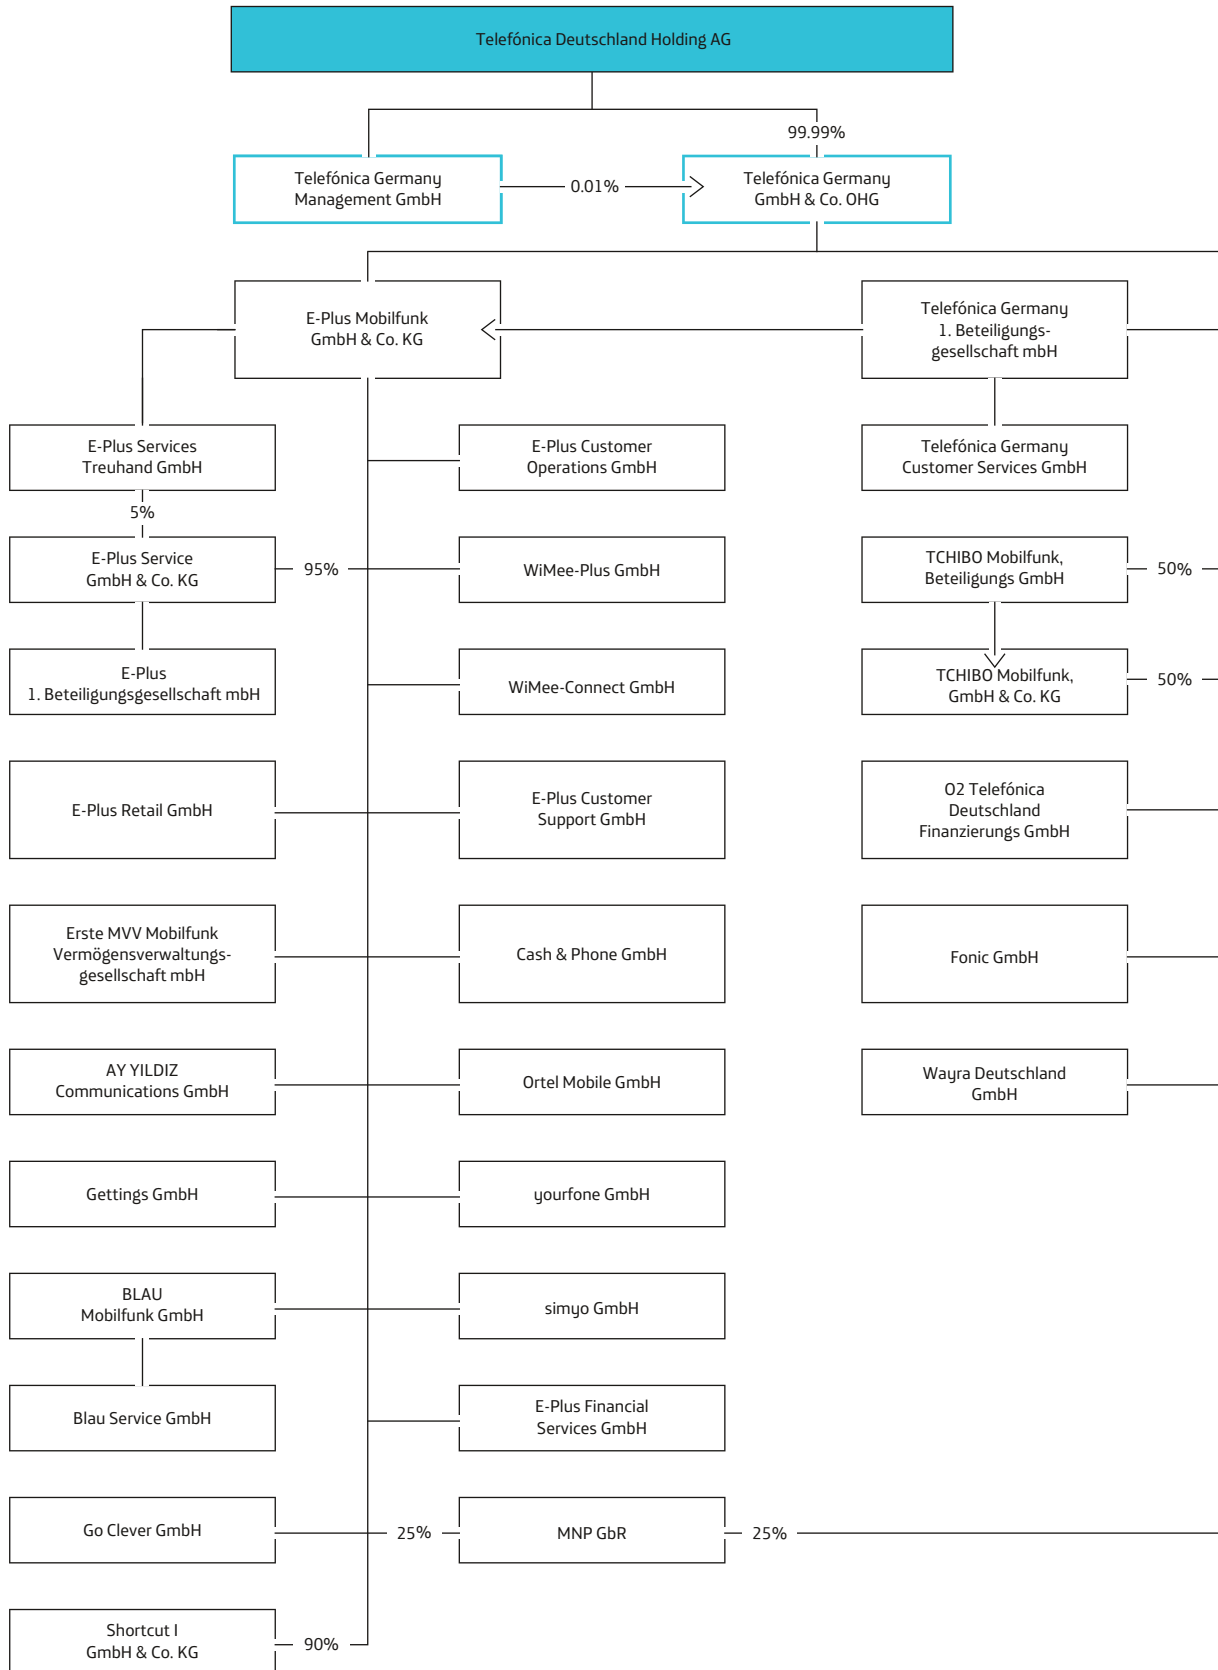 Telefónica Deutschland Holding AG
99.99%
Telefónica Germany
Management GmbH
0.01%
Telefónica Germany
GmbH & Co. OHG
E-Plus Mobilfunk
GmbH & Co. KG
Telefónica Germany
1. Beteiligungs-
gesellschaft mbH
E-Plus Services
Treuhand GmbH
E-Plus Customer
Operations GmbH
Telefónica Germany
Customer Services GmbH
5%
E-Plus Service
GmbH & Co. KG
95%
WiMee-Plus GmbH
TCHIBO Mobilfunk,
Beteiligungs GmbH
50%
E-Plus
1. Beteiligungsgesellschaft mbH
WiMee-Connect GmbH
TCHIBO Mobilfunk,
GmbH & Co. KG
50%
E-Plus Retail GmbH
E-Plus Customer
Support GmbH
O2 Telefónica
Deutschland
Finanzierungs GmbH
Erste MVV Mobilfunk
Vermögensverwaltungs-
gesellschaft mbH
Cash & Phone GmbH
Fonic GmbH
AY YILDIZ
Communications GmbH
Ortel Mobile GmbH
Wayra Deutschland
GmbH
Gettings GmbH
yourfone GmbH
BLAU
Mobilfunk GmbH
simyo GmbH
Blau Service GmbH
E-Plus Financial
Services GmbH
Go Clever GmbH
25%
MNP GbR
25%
Shortcut I
GmbH & Co. KG
90%